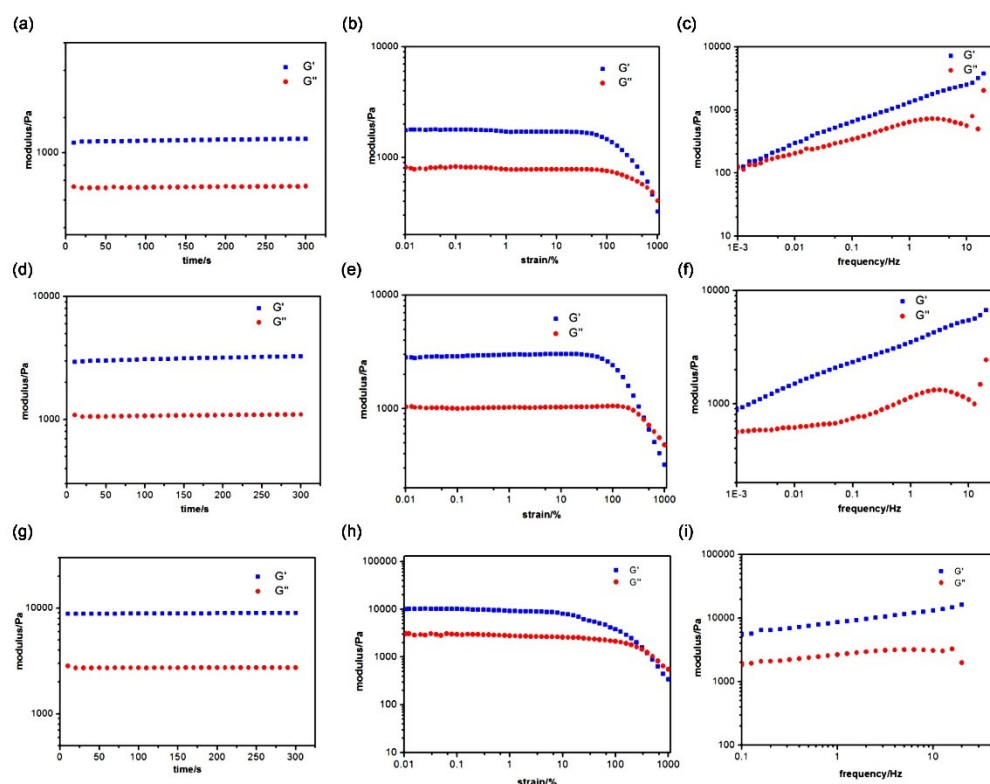 (a)
G'
G"
modulus/Pa
1000
0 50 100 150 200 250 300
time/s
(b)
10000
G'
G"
modulus/Pa
1000
0.01 0.1 1 10 100 1000
strain/%
(c)
10000
G'
G"
modulus/Pa
1000
100
10
1E-3 0.01 0.1 1 10
frequency/Hz
(d)
10000
G'
G"
modulus/Pa
1000
0 50 100 150 200 250 300
time/s
(e)
10000
G'
G"
modulus/Pa
1000
0.01 0.1 1 10 100 1000
strain/%
(f)
10000
G'
G"
modulus/Pa
1000
1E-3 0.01 0.1 1 10
frequency/Hz
(g)
G'
G"
10000
modulus/Pa
1000
0 50 100 150 200 250 300
time/s
(h)
100000
G'
G"
10000
modulus/Pa
1000
100
10
0.01 0.1 1 10 100 1000
strain/%
(i)
100000
G'
G"
modulus/Pa
10000
1000
100
0.1 1 10
frequency/Hz